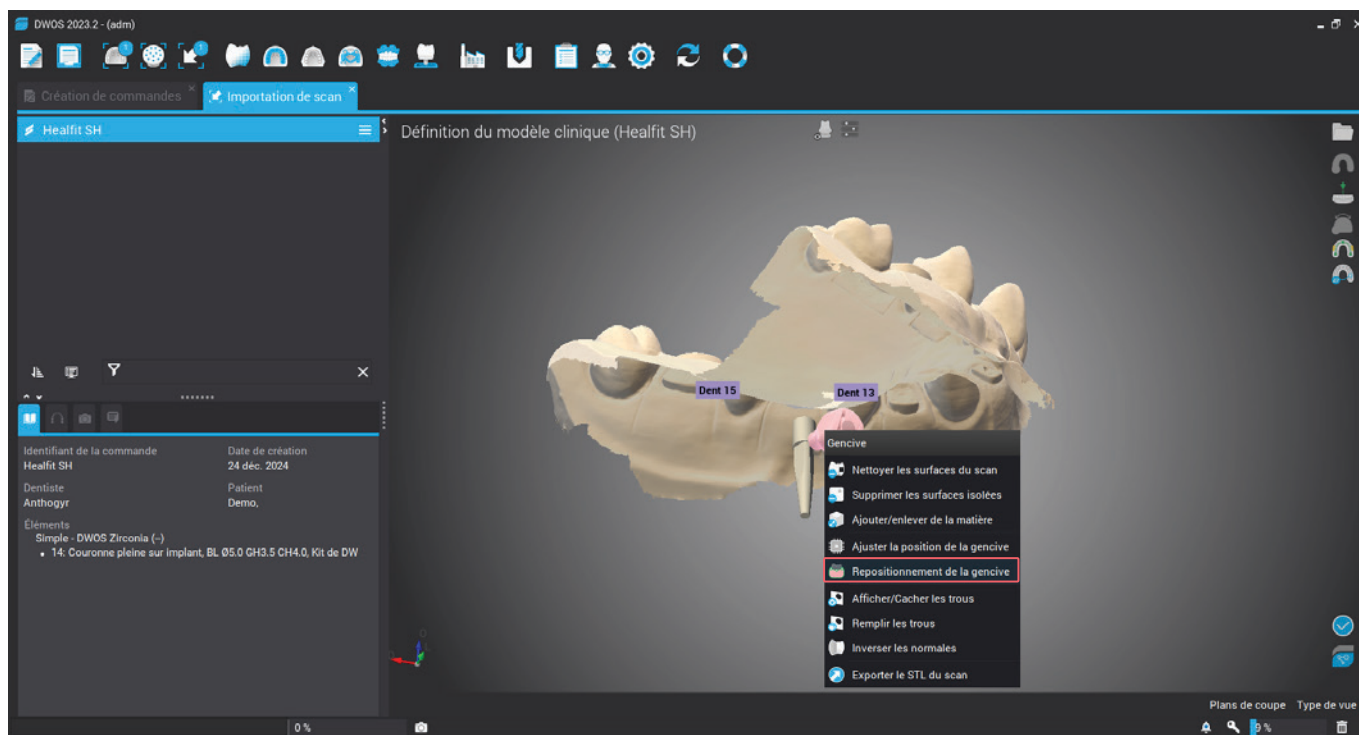 DWOS 2023.2 - (adm)
1
1
Création de commandes
Importation de scan
Healfit SH
Définition du modèle clinique (Healfit SH)
Dent 15
Dent 13
Gencive
Nettoyer les surfaces du scan
Supprimer les surfaces isolées
Ajouter/enlever de la matière
Ajuster la position de la gencive
Repositionnement de la gencive
Afficher/Cacher les trous
Remplir les trous
Inverser les normales
Exporter le STL du scan
Identifiant de la commande
Healfit SH
Date de création
24 déc. 2024
Dentiste
Anthogyr
Patient
Demo,
Éléments
Simple - DWOS Zirconia (--)
• 14: Couronne pleine sur implant, BL Ø5.0 GH3.5 CH4.0, Kit de DW
Plans de coupe Type de vue
0 %
9 %